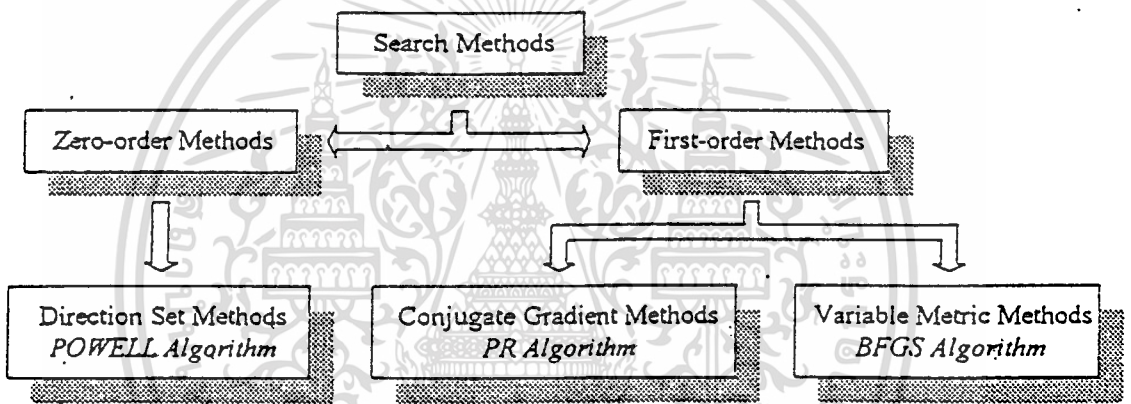 Search Methods
Zero-order Methods
First-order Methods
Direction Set Methods
POWELL Algorithm
Conjugate Gradient Methods
PR Algorithm
Variable Metric Methods
BFGS Algorithm